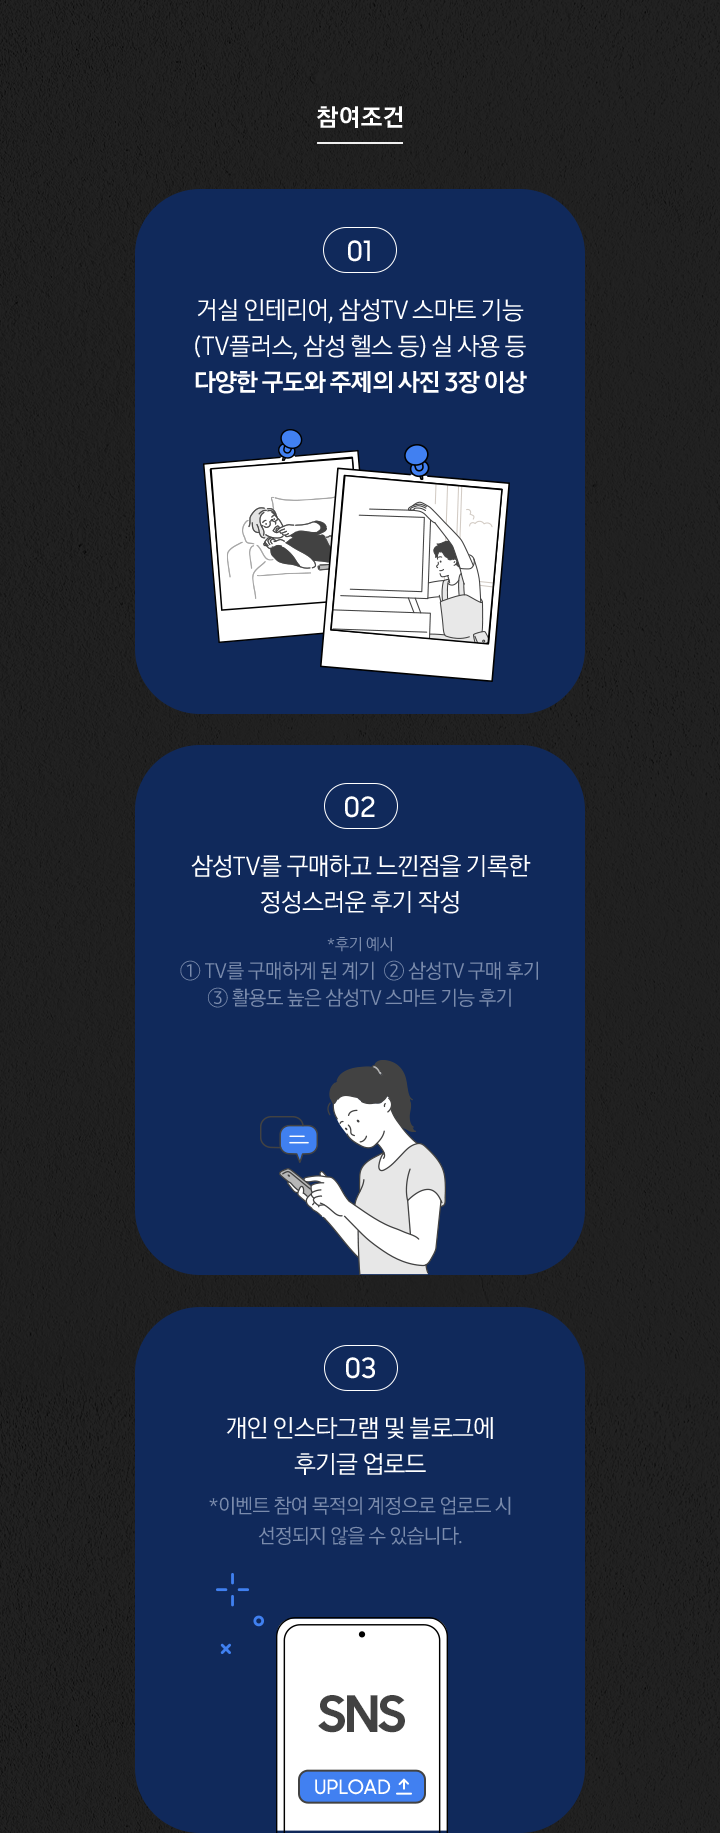 참여조건
01
거실 인테리어, 삼성TV 스마트 기능
(TV플러스, 삼성 헬스 등) 실 사용 등
다양한 구도와 주제의 사진 3장 이상
02
삼성TV를 구매하고 느낀점을 기록한
정성스러운 후기 작성
*후기 예시
① TV를 구매하게 된 계기 ② 삼성TV 구매 후기
③ 활용도 높은 삼성TV 스마트 기능 후기
03
개인 인스타그램 및 블로그에
후기글 업로드
*이벤트 참여 목적의 계정으로 업로드 시
선정되지 않을 수 있습니다.
SNS
UPLOAD